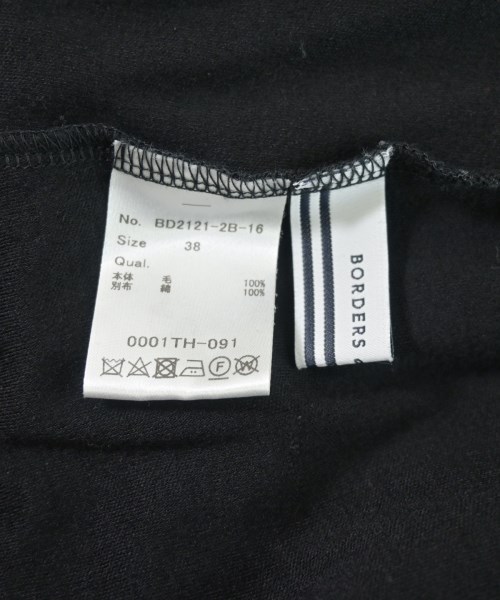 No. BD2121-2B-16
Size 38
Qual.
本体 毛 100%
別布 綿 100%
0001TH-091
F W
BORDERS